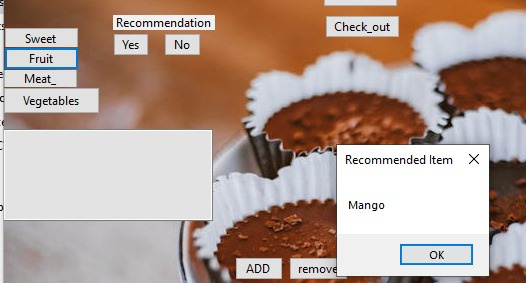 Recommendation
Check_out
Sweet
Yes
No
Fruit
Meat_
Vegetables
Recommended Item
Mango
OK
ADD
remove